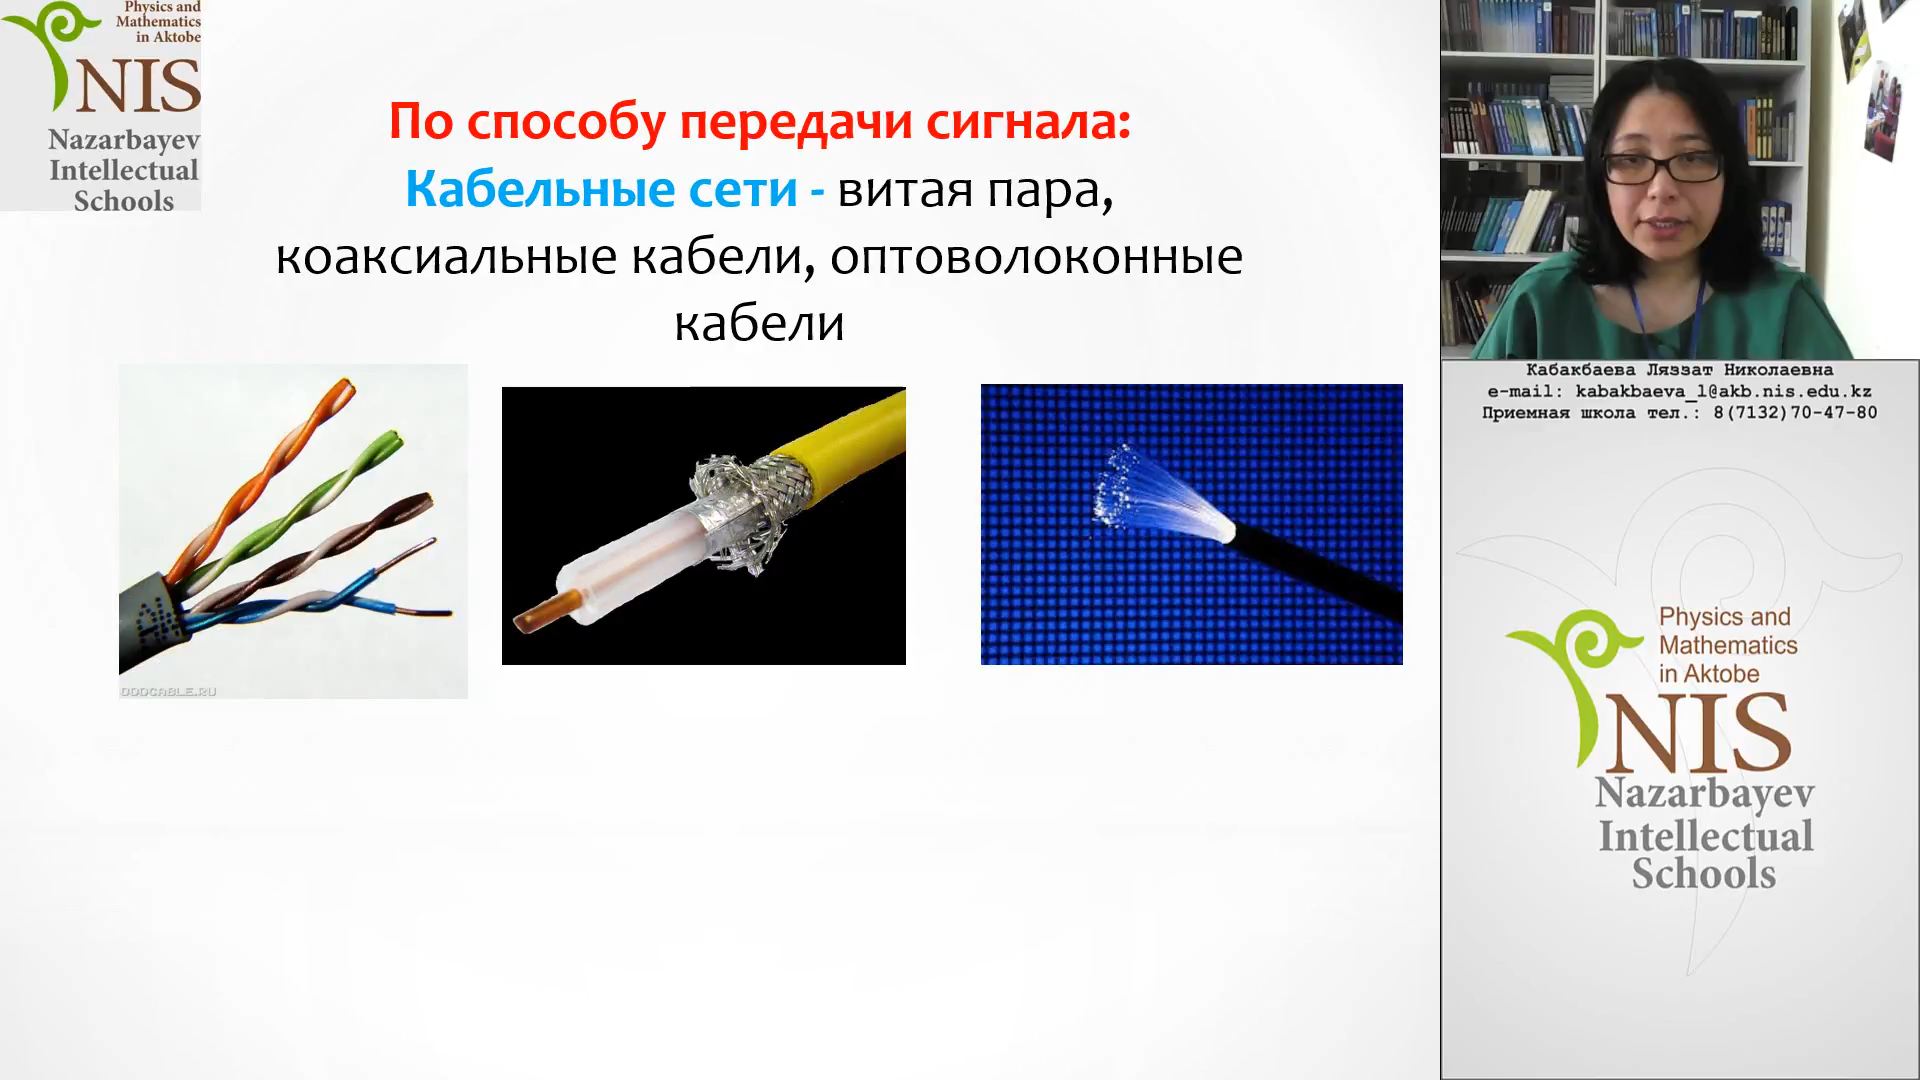 Physics and
Mathematics
in Aktobe
NIS
Nazarbayev
Intellectual
Schools
По способу передачи сигнала:
Кабельные сети - витая пара,
коаксиальные кабели, оптоволоконные
кабели
DDDCABLE.RU
Кабакбаева Ляззат Николаевна
e-mail: kabakbaeva_l@akb.nis.edu.kz
Приемная школа тел.: 8(7132)70-47-80
Physics and
Mathematics
in Aktobe
NIS
Nazarbayev
Intellectual
Schools